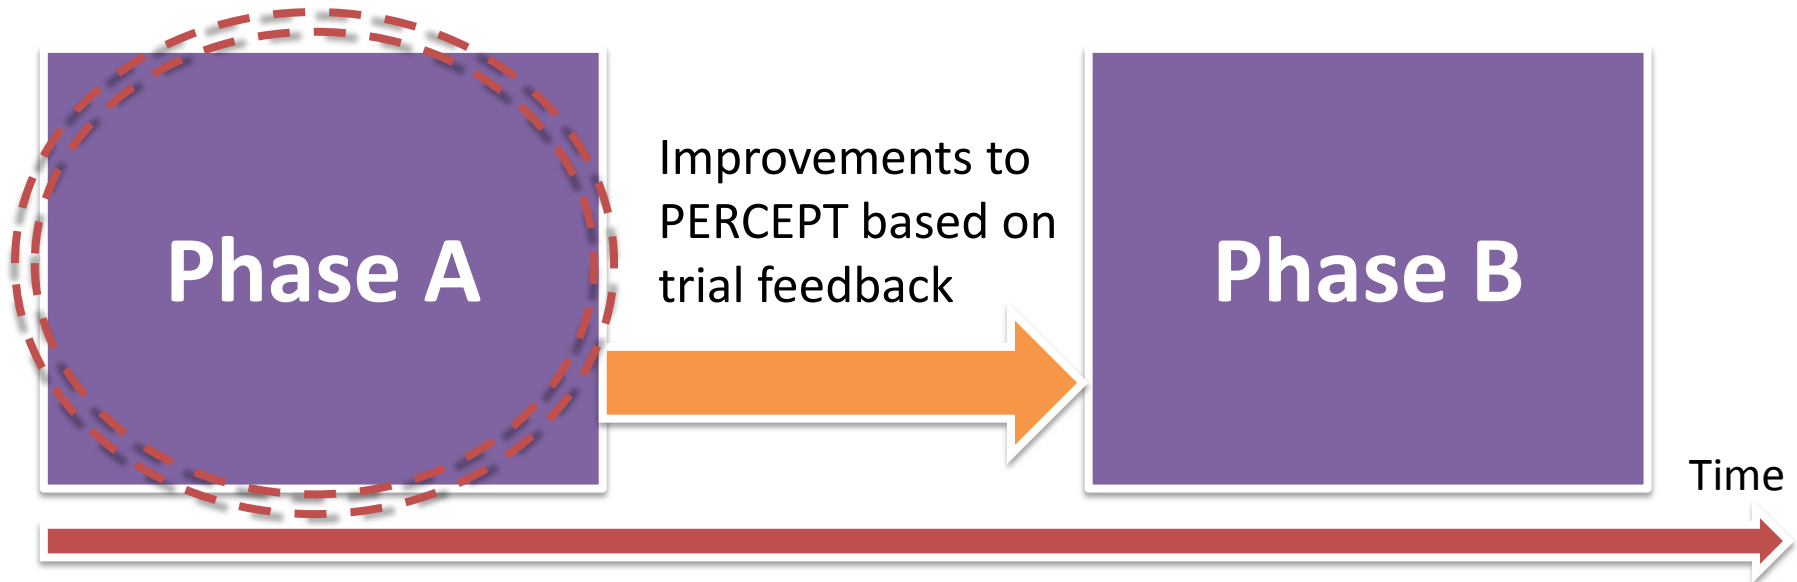 Phase A
Improvements to
PERCEPT based on
trial feedback
Phase B
Time